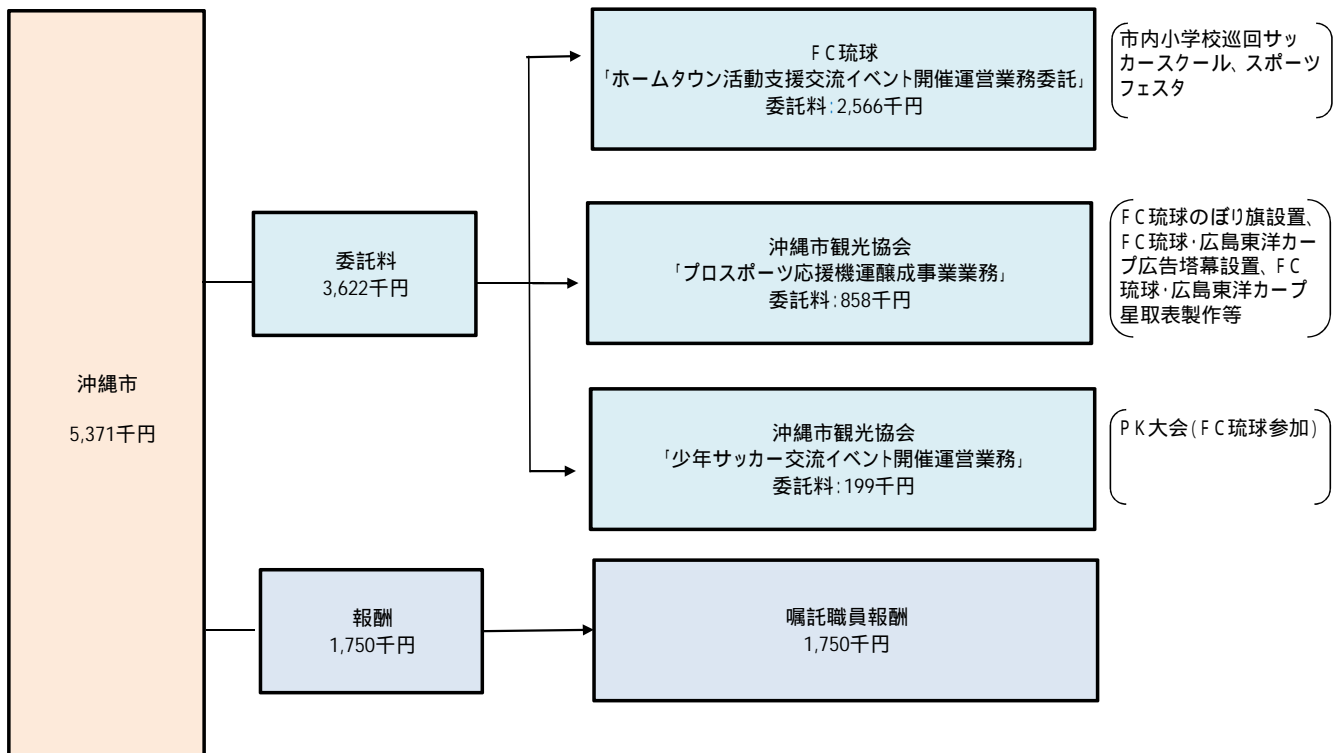 沖縄市
5,371千円
委託料
3,622千円
FC琉球
「ホームタウン活動支援交流イベント開催運営業務委託」
委託料:2,566千円
市内小学校巡回サッ
カースクール、スポーツ
フェスタ
沖縄市観光協会
「プロスポーツ応援機運醸成事業業務」
委託料:858千円
FC琉球のぼり旗設置、
FC琉球・広島東洋カー
プ広告塔幕設置、FC
琉球・広島東洋カープ
星取表製作等
沖縄市観光協会
「少年サッカー交流イベント開催運営業務」
委託料:199千円
PK大会(FC琉球参加)
報酬
1,750千円
嘱託職員報酬
1,750千円